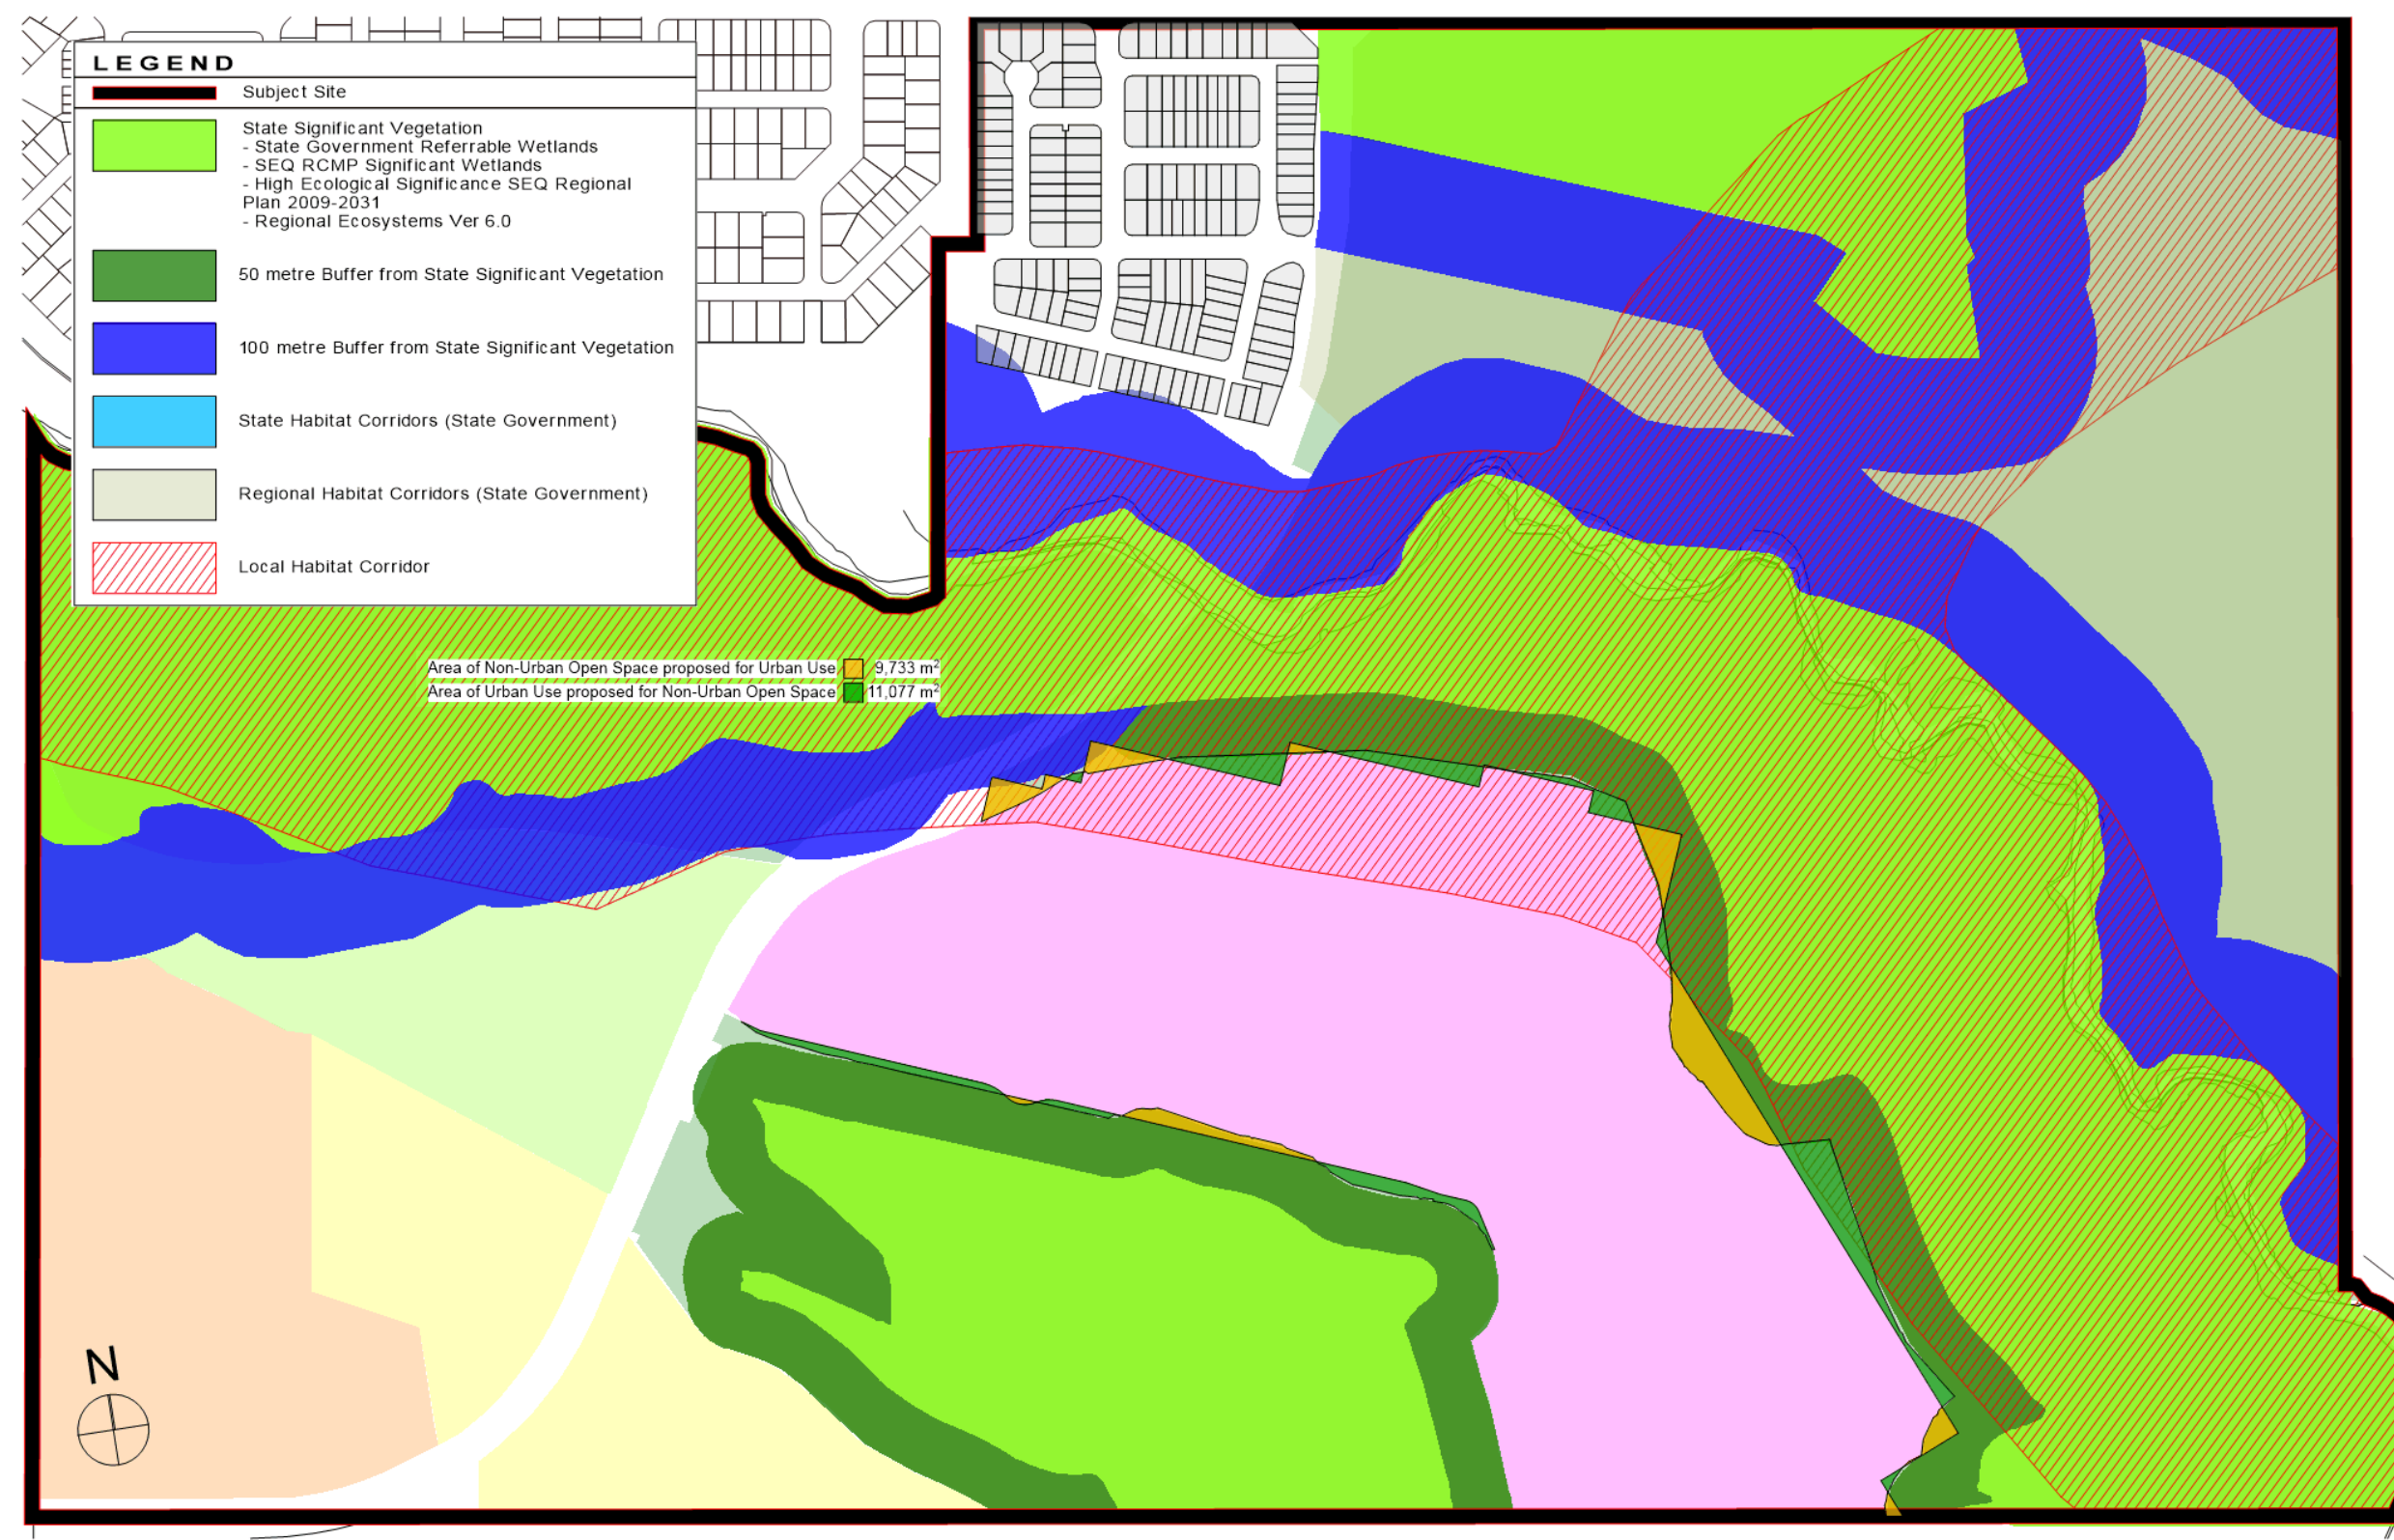 LEGEND
Subject Site
State Significant Vegetation
- State Government Referrable Wetlands
- SEQ RCMP Significant Wetlands
- High Ecological Significance SEQ Regional
Plan 2009-2031
- Regional Ecosystems Ver 6.0
50 metre Buffer from State Significant Vegetation
100 metre Buffer from State Significant Vegetation
State Habitat Corridors (State Government)
Regional Habitat Corridors (State Government)
Local Habitat Corridor
Area of Non-Urban Open Space proposed for Urban Use 9,733 m²
Area of Urban Use proposed for Non-Urban Open Space 11,077 m²
N